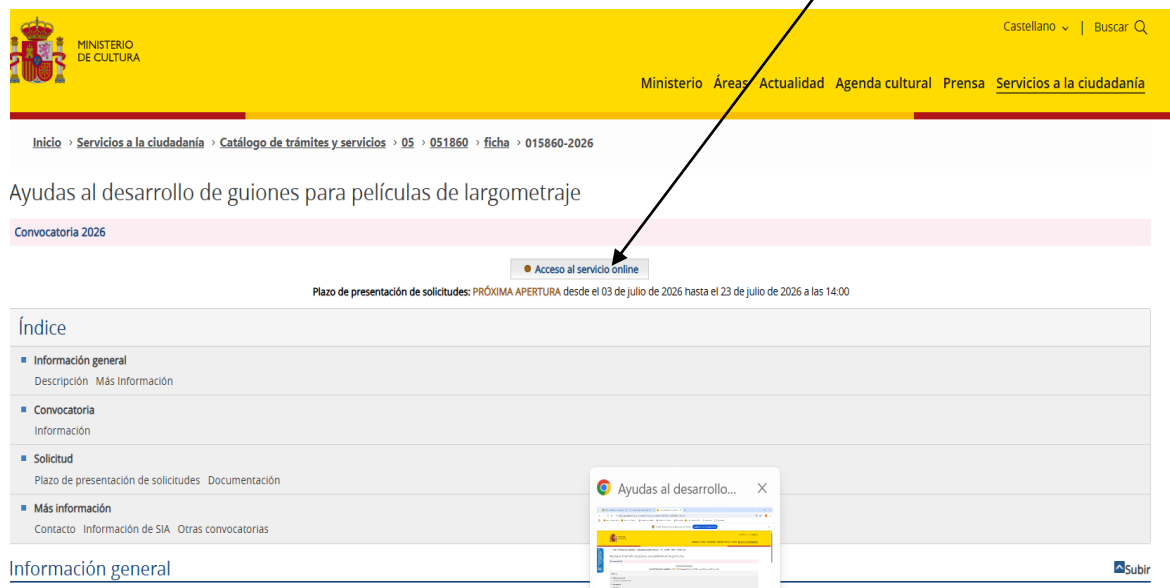 MINISTERIO
DE CULTURA
Castellano | Buscar
Ministerio Áreas Actualidad Agenda cultural Prensa Servicios a la ciudadanía
Inicio > Servicios a la ciudadanía > Catálogo de trámites y servicios > 05 > 051860 > ficha > 015860-2026
Ayudas al desarrollo de guiones para películas de largometraje
Convocatoria 2026
Acceso al servicio online
Plazo de presentación de solicitudes: PRÓXIMA APERTURA desde el 03 de julio de 2026 hasta el 23 de julio de 2026 a las 14:00
Índice
Información general
Descripción Más Información
Convocatoria
Información
Solicitud
Plazo de presentación de solicitudes Documentación
Más información
Contacto Información de SIA Otras convocatorias
Ayudas al desarrollo...
Información general
Subir